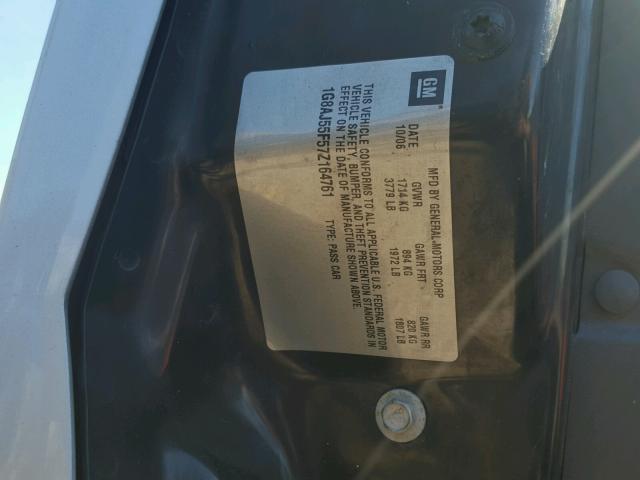 GM
MFD BY GENERAL MOTORS CORP
DATE GVWR GAWR FRT GAWR RR
10/06 1714 KG 894 KG 820 KG
3779 LB 1972 LB 1807 LB
THIS VEHICLE CONFORMS TO ALL APPLICABLE U.S. FEDERAL MOTOR
VEHICLE SAFETY, BUMPER, AND THEFT PREVENTION STANDARDS IN
EFFECT ON THE DATE OF MANUFACTURE SHOWN ABOVE.
1G8AJ55F57Z164761 TYPE: PASS CAR